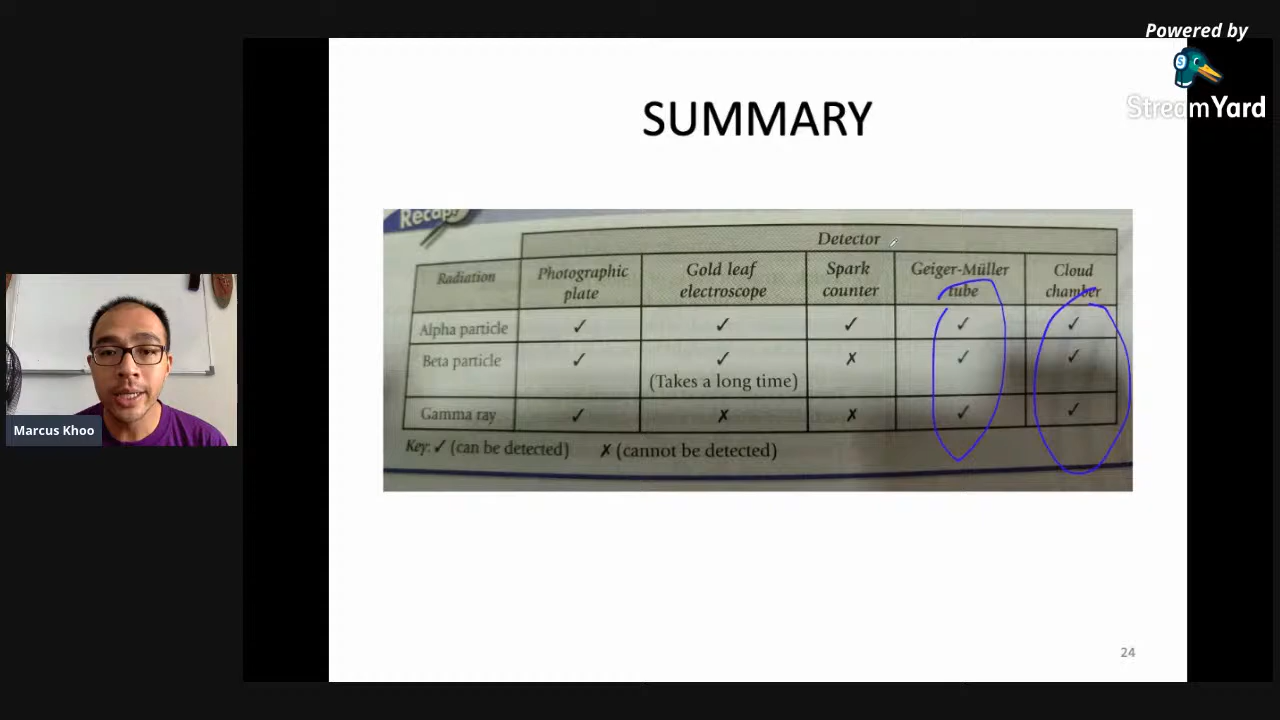 Powered by
StreamYard
SUMMARY
Recap!
Detector
Radiation
Photographic plate
Gold leaf electroscope
Spark counter
Geiger-Müller tube
Cloud chamber
Alpha particle ✓ ✓ ✓ ✓ ✓
Beta particle ✓ ✓ (Takes a long time) ✗ ✓ ✓
Gamma ray ✓ ✗ ✗ ✓ ✓
Key: ✓ (can be detected) ✗ (cannot be detected)
Marcus Khoo
24